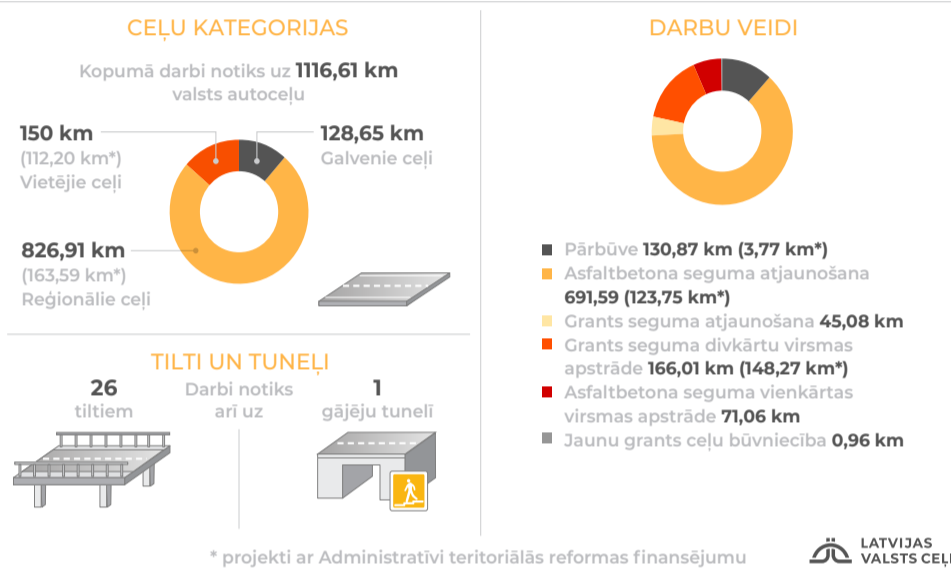 CEĻU KATEGORIJAS
Kopumā darbi notiks uz 1116,61 km
valsts autoceļu
150 km
(112,20 km*)
Vietējie ceļi
128,65 km
Galvenie ceļi
826,91 km
(163,59 km*)
Reģionālie ceļi
TILTI UN TUNEĻI
26
tiltiem
Darbi notiks
arī uz
1
gājēju tunelī
DARBU VEIDI
Pārbūve 130,87 km (3,77 km*)
Asfaltbetona seguma atjaunošana
691,59 (123,75 km*)
Grants seguma atjaunošana 45,08 km
Grants seguma divkārtu virsmas
apstrāde 166,01 km (148,27 km*)
Asfaltbetona seguma vienkārtas
virsmas apstrāde 71,06 km
Jaunu grants ceļu būvniecība 0,96 km
* projekti ar Administratīvi teritoriālās reformas finansējumu
LATVIJAS
VALSTS CEĻI